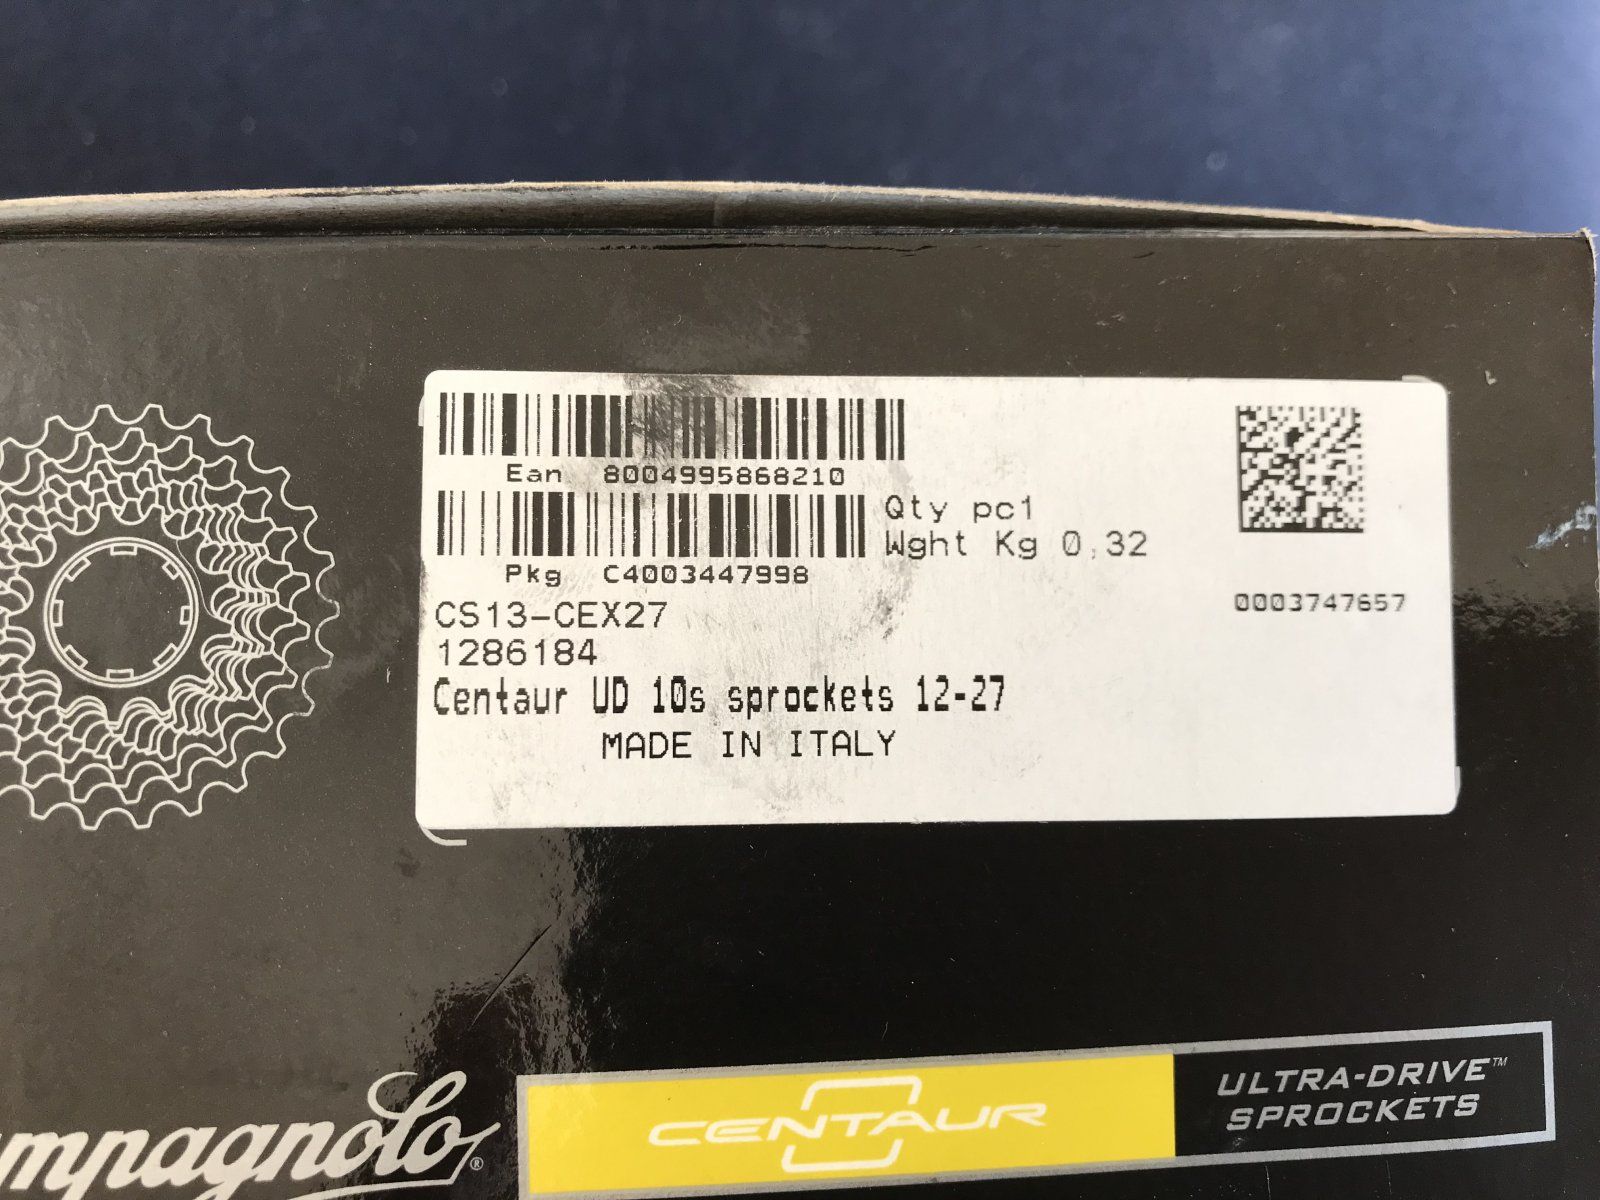 Ean 8004995868210
Pkg C4003447998
Qty pc1
Wght Kg 0,32
0003747657
CS13-CEX27
1286184
Centaur UD 10s sprockets 12-27
MADE IN ITALY
mpagnolo®
CENTAUR
ULTRA-DRIVE™
SPROCKETS